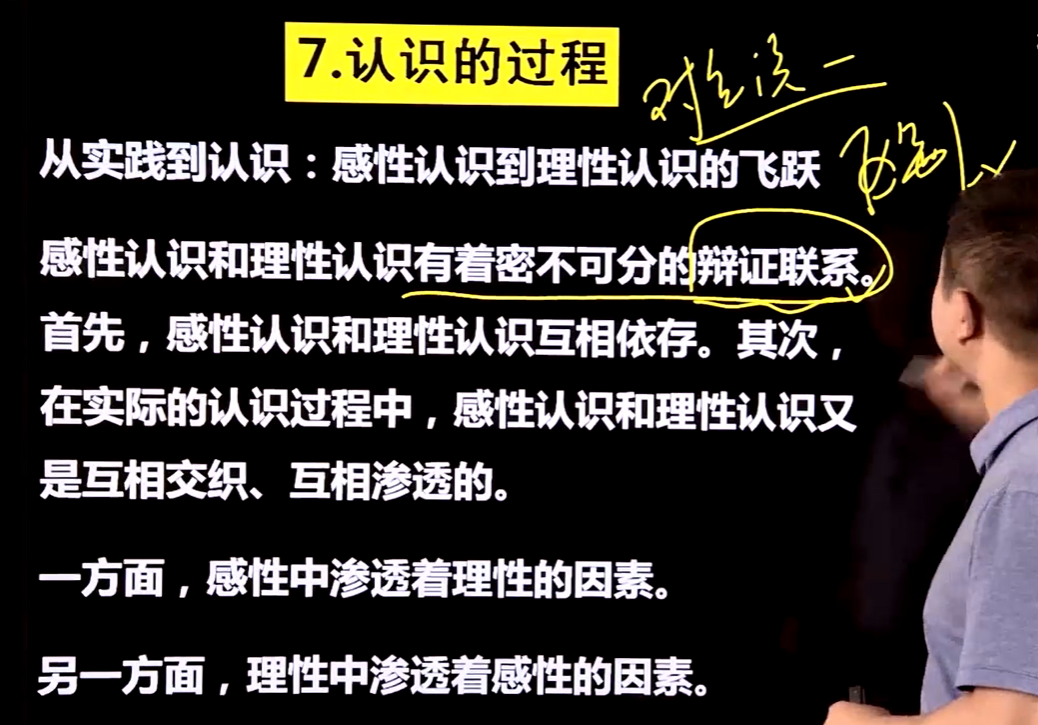 7.认识的过程
从实践到认识：感性认识到理性认识的飞跃
感性认识和理性认识有着密不可分的辩证联系。
首先，感性认识和理性认识互相依存。其次，
在实际的认识过程中，感性认识和理性认识又
是互相交织、互相渗透的。
一方面，感性中渗透着理性的因素。
另一方面，理性中渗透着感性的因素。